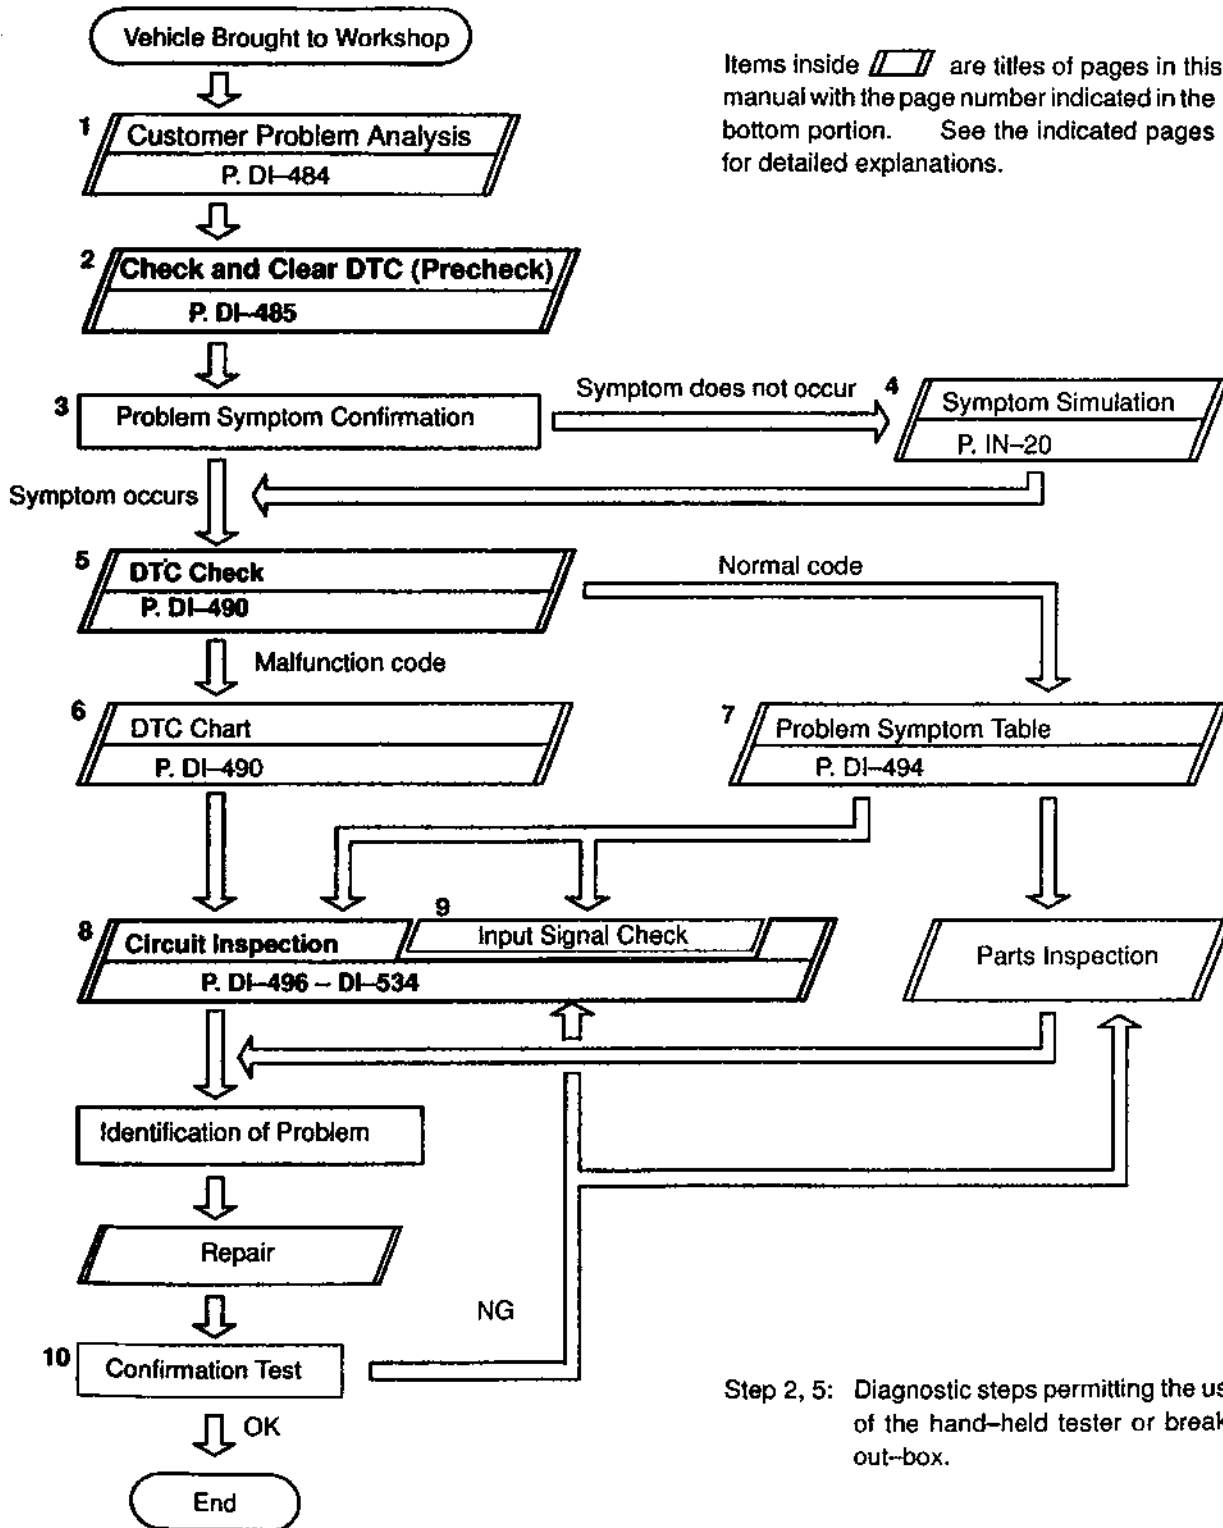 Vehicle Brought to Workshop
Items inside are titles of pages in this
manual with the page number indicated in the
bottom portion. See the indicated pages
for detailed explanations.
1
Customer Problem Analysis
P. DI–484
2
Check and Clear DTC (Precheck)
P. DI–485
3
Problem Symptom Confirmation
Symptom does not occur
4
Symptom Simulation
P. IN–20
Symptom occurs
5
DTC Check
P. DI–490
Normal code
Malfunction code
6
DTC Chart
P. DI–490
7
Problem Symptom Table
P. DI–494
8
Circuit Inspection
9
Input Signal Check
P. DI–496 – DI–534
Parts Inspection
Identification of Problem
Repair
NG
10
Confirmation Test
OK
End
Step 2, 5: Diagnostic steps permitting the
of the hand–held tester or break
out–box.